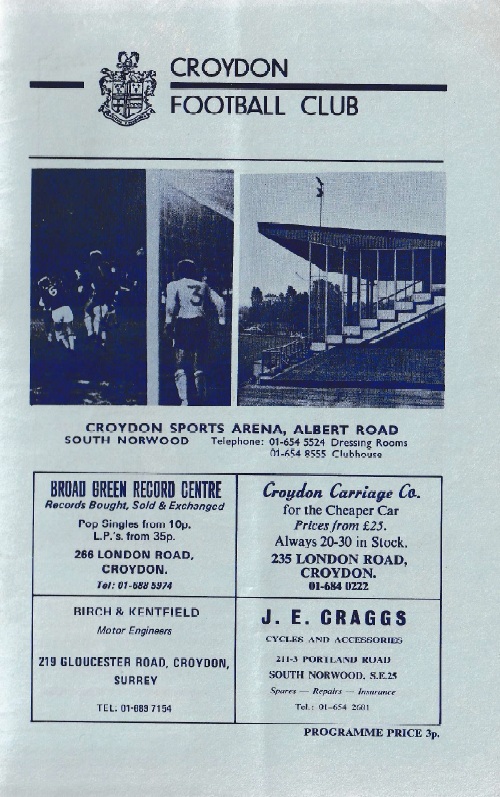 CROYDON
FOOTBALL CLUB
6
3
CROYDON SPORTS ARENA, ALBERT ROAD
SOUTH NORWOOD Telephone: 01-654 5524 Dressing Rooms
01-654 8555 Clubhouse
BROAD GREEN RECORD CENTRE
Records Bought, Sold & Exchanged
Pop Singles from 10p.
L.P.'s. from 35p.
266 LONDON ROAD,
CROYDON.
Tel: 01-688 5974
Croydon Carriage Co.
for the Cheaper Car
Prices from £25.
Always 20-30 in Stock.
235 LONDON ROAD,
CROYDON.
01-684 0222
BIRCH & KENTFIELD
Motor Engineers
219 GLOUCESTER ROAD, CROYDON,
SURREY
TEL. 01-689 7154
J. E. CRAGGS
CYCLES AND ACCESSORIES
211-3 PORTLAND ROAD
SOUTH NORWOOD, S.E.25
Spares — Repairs — Insurance
Tel.: 01-654 2681
PROGRAMME PRICE 3p.